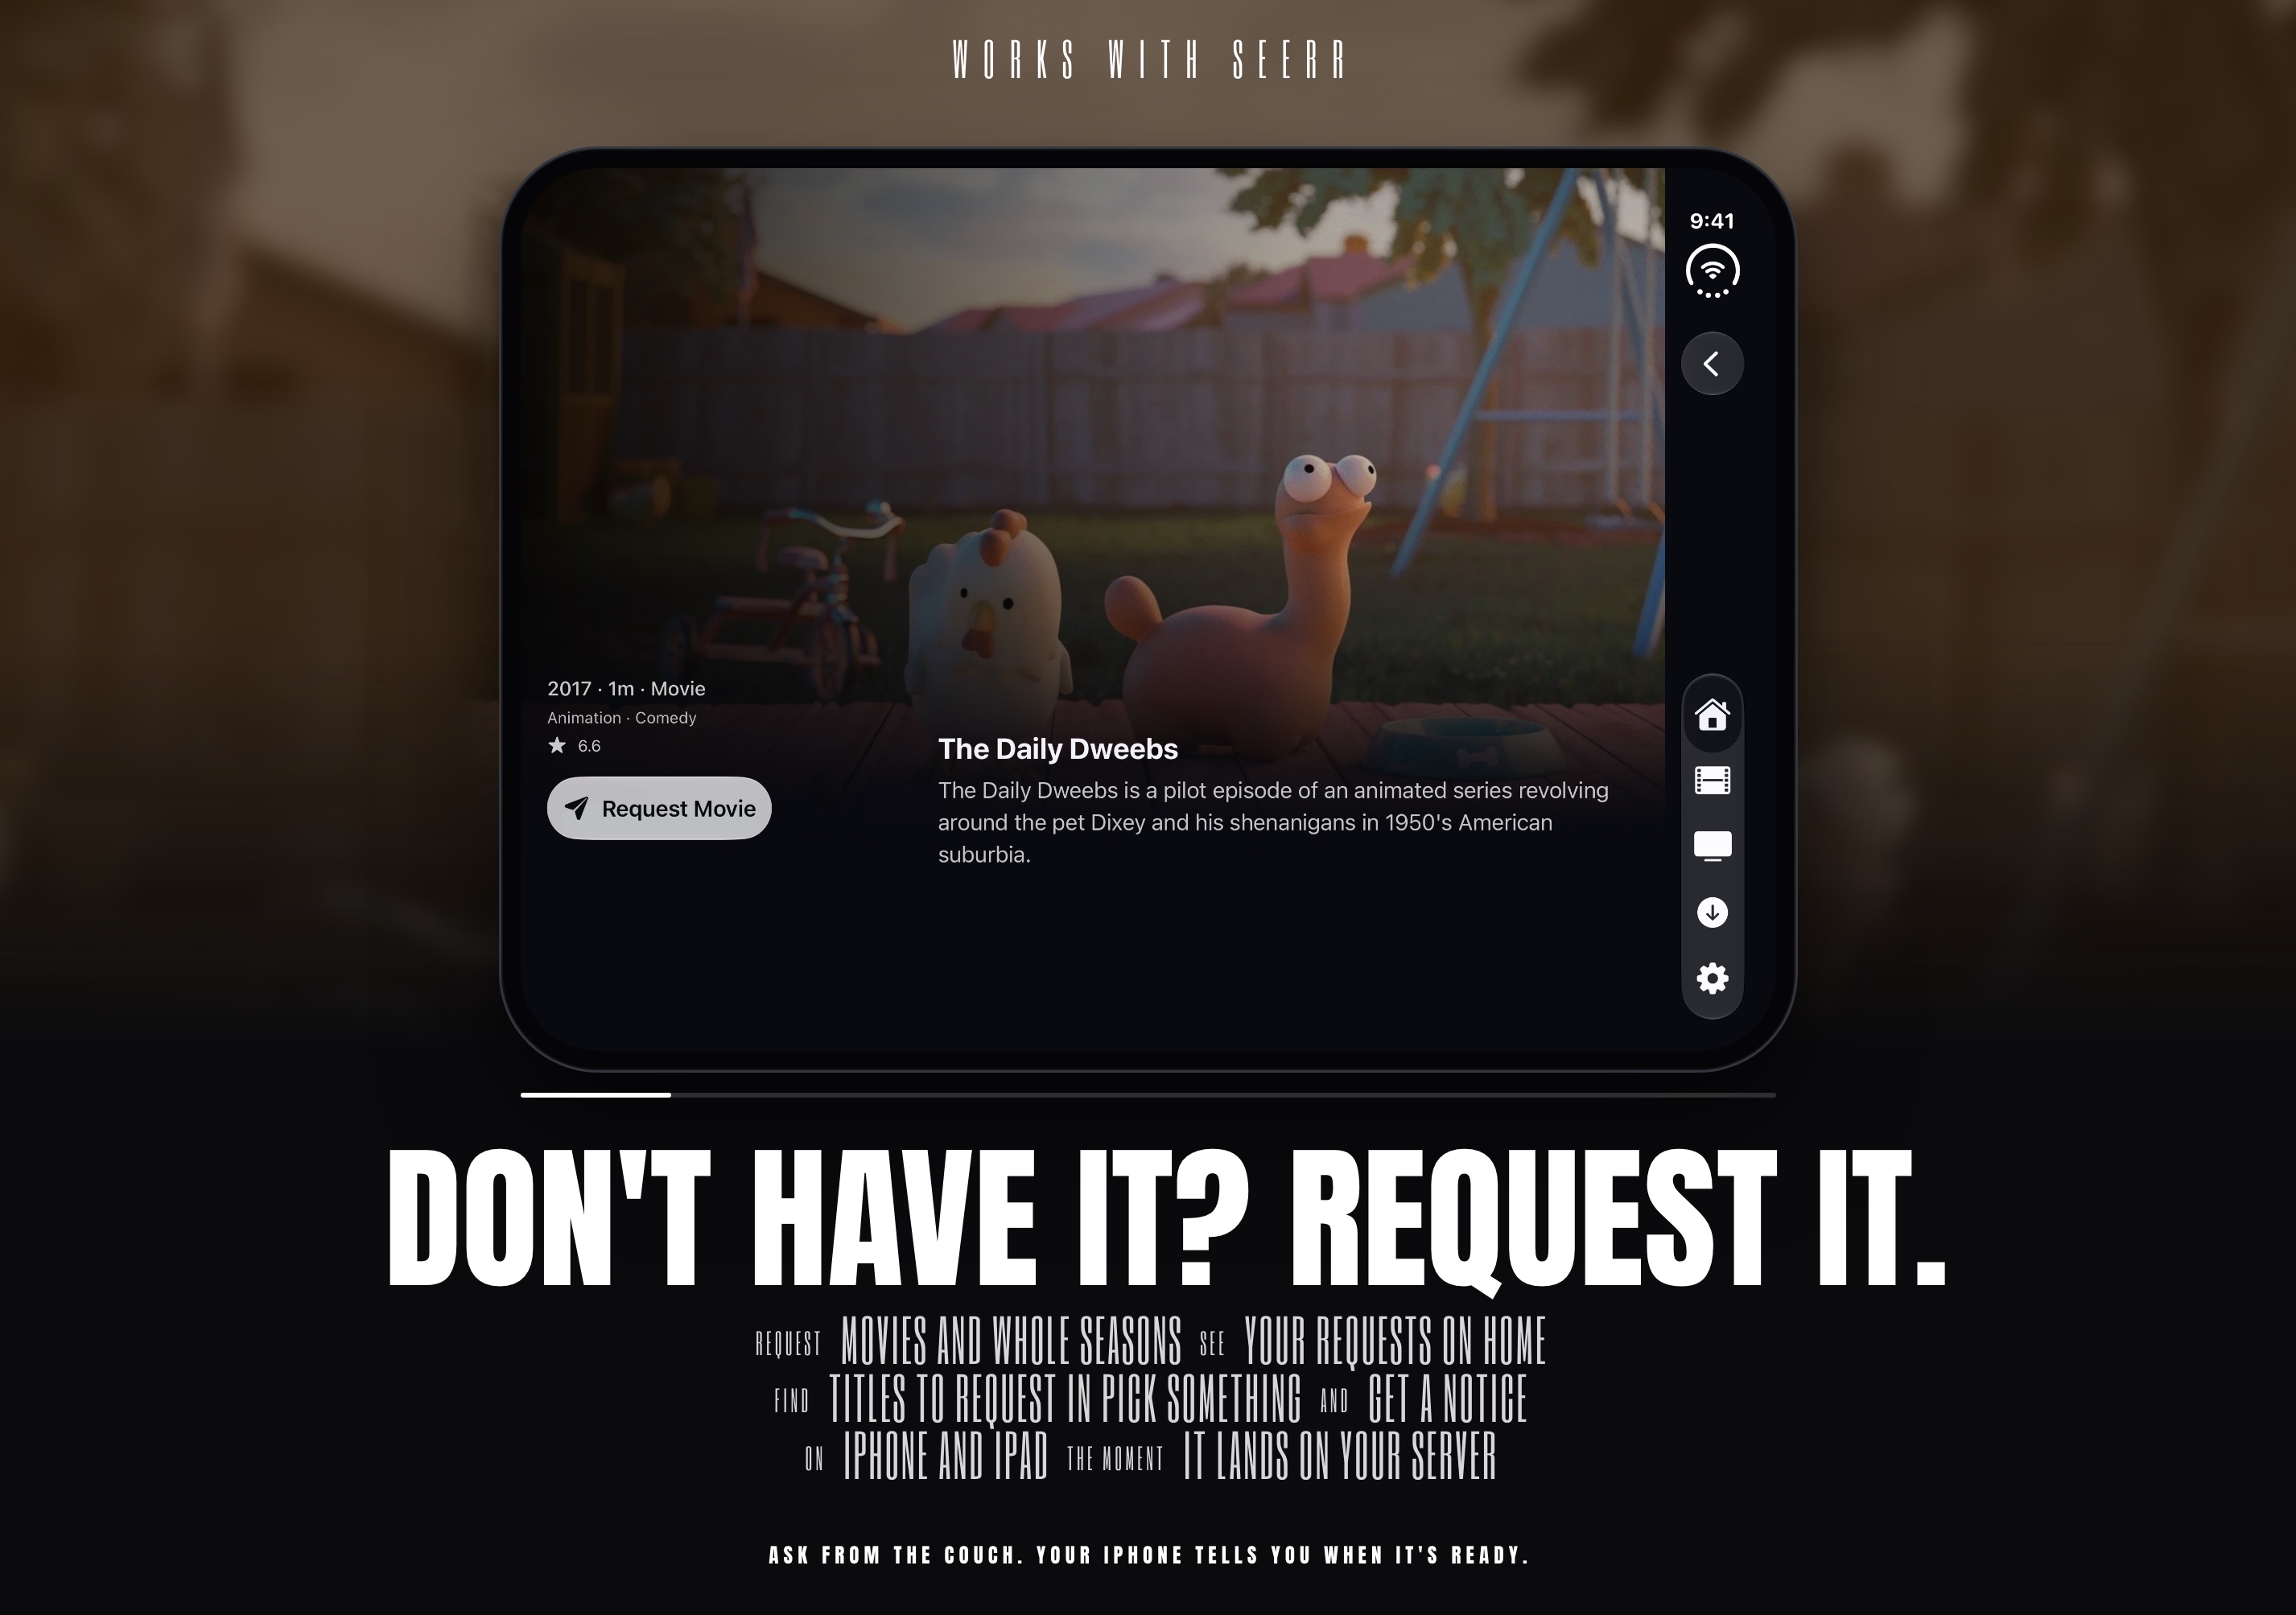 WORKS WITH SEERR
9:41
2017 · 1m · Movie
Animation · Comedy
★ 6.6
Request Movie
The Daily Dweebs
The Daily Dweebs is a pilot episode of an animated series revolving
around the pet Dixey and his shenanigans in 1950's American
suburbia.
DON'T HAVE IT? REQUEST IT.
REQUEST MOVIES AND WHOLE SEASONS SEE YOUR REQUESTS ON HOME
FIND TITLES TO REQUEST IN PICK SOMETHING AND GET A NOTICE
ON IPHONE AND IPAD THE MOMENT IT LANDS ON YOUR SERVER
ASK FROM THE COUCH. YOUR IPHONE TELLS YOU WHEN IT'S READY.